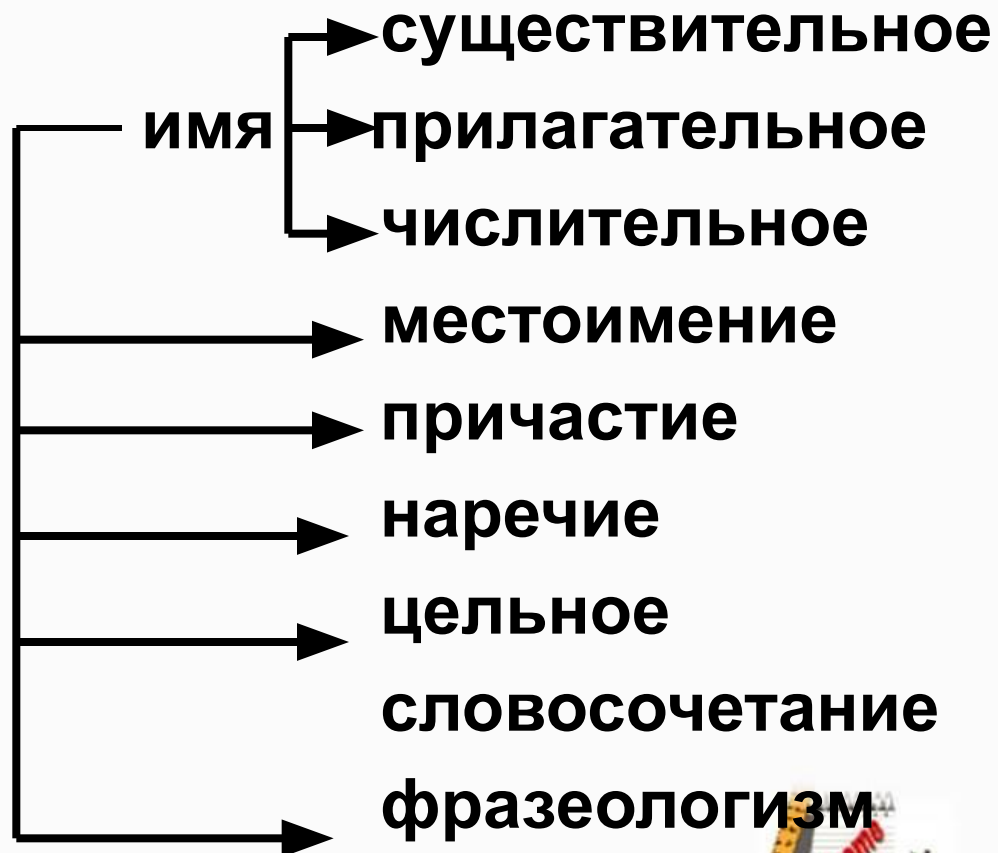 существительное
имя прилагательное
числительное
местоимение
причастие
наречие
цельное
словосочетание
фразеологизм